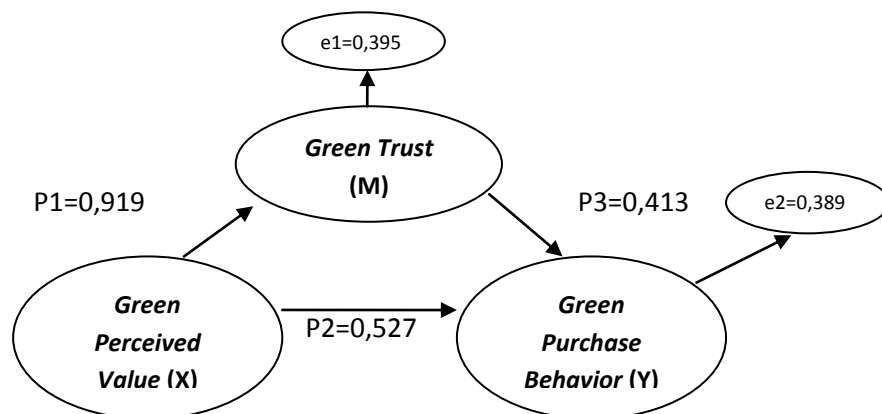 e1=0,395
Green Trust
(M)
P1=0,919
P3=0,413
e2=0,389
Green
Perceived
Value (X)
P2=0,527
Green
Purchase
Behavior (Y)